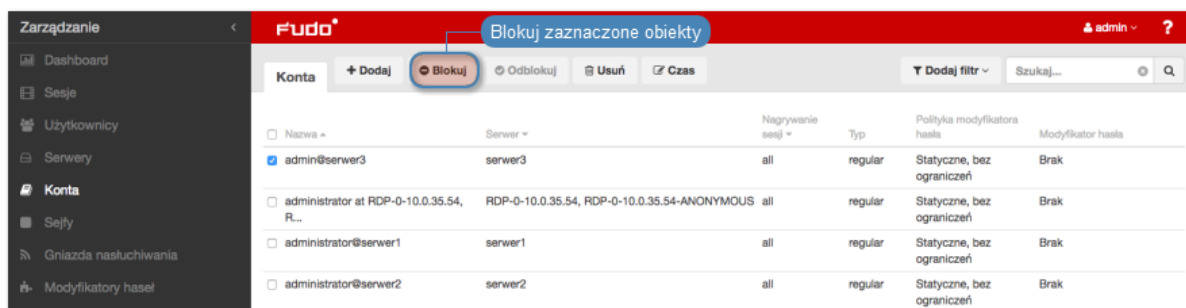 Zarządzanie
Fudo
Blokuj zaznaczone obiekty
admin
?
Dashboard
Sesje
Użytkownicy
Serwery
Konta
Sejfy
Gniazda nasłuchiwania
Modyfikatory haseł
Konta
+ Dodaj
Blokuj
Odblokuj
Usuń
Czas
Dodaj filtr
Szukaj...
Nazwa Serwer Nagrywanie sesji Typ Polityka modyfikatora hasła Modyfikator hasła
admin@serwer3 serwer3 all regular Statyczne, bez ograniczeń Brak
administrator at RDP-0-10.0.35.54, R... RDP-0-10.0.35.54, RDP-0-10.0.35.54-ANONYMOUS all regular Statyczne, bez ograniczeń Brak
administrator@serwer1 serwer1 all regular Statyczne, bez ograniczeń Brak
administrator@serwer2 serwer2 all regular Statyczne, bez ograniczeń Brak